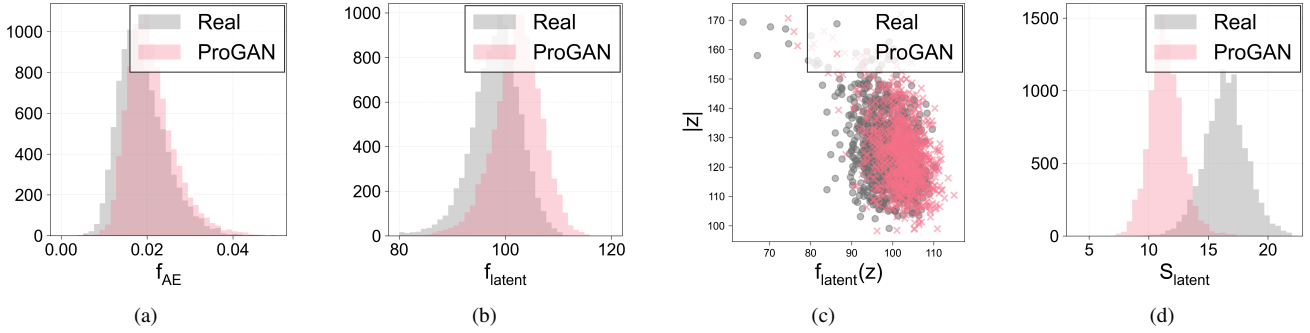 1000
800
600
400
200
0
0.00
0.02
0.04
f_AE
Real
ProGAN
(a)
1000
800
600
400
200
0
80
100
120
f_latent
Real
ProGAN
(b)
170
160
150
140
130
120
110
100
|z|
70
80
90
100
110
f_latent(z)
Real
ProGAN
(c)
1500
1000
500
0
5
10
15
20
S_latent
Real
ProGAN
(d)